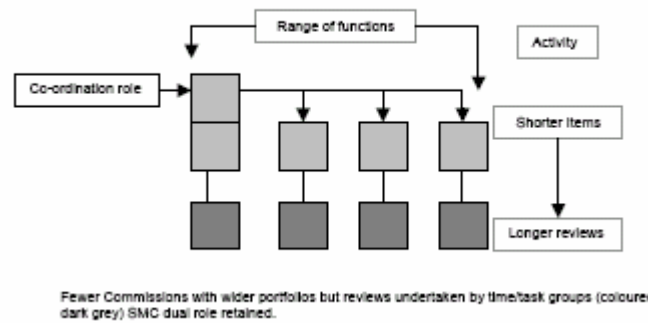 Range of functions
Activity
Co-ordination role
Shorter items
Longer reviews
Fewer Commissions with wider portfolios but reviews undertaken by time/task groups (coloure
dark grey) SMC dual role retained.